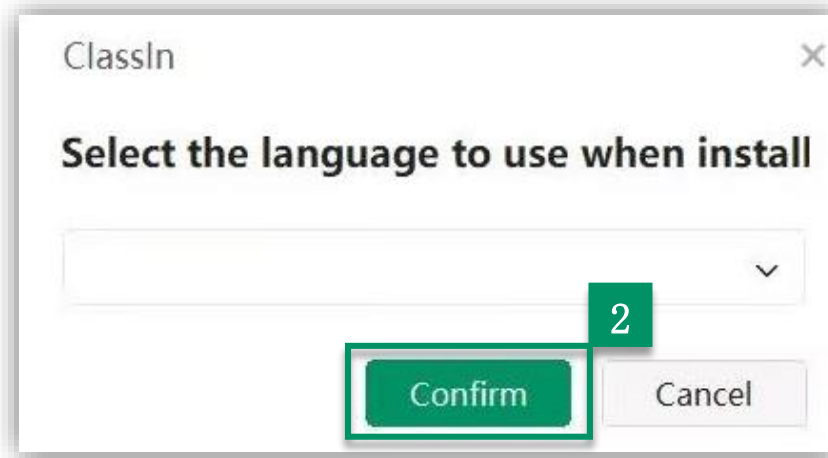 ClassIn
Select the language to use when install
2
Confirm
Cancel